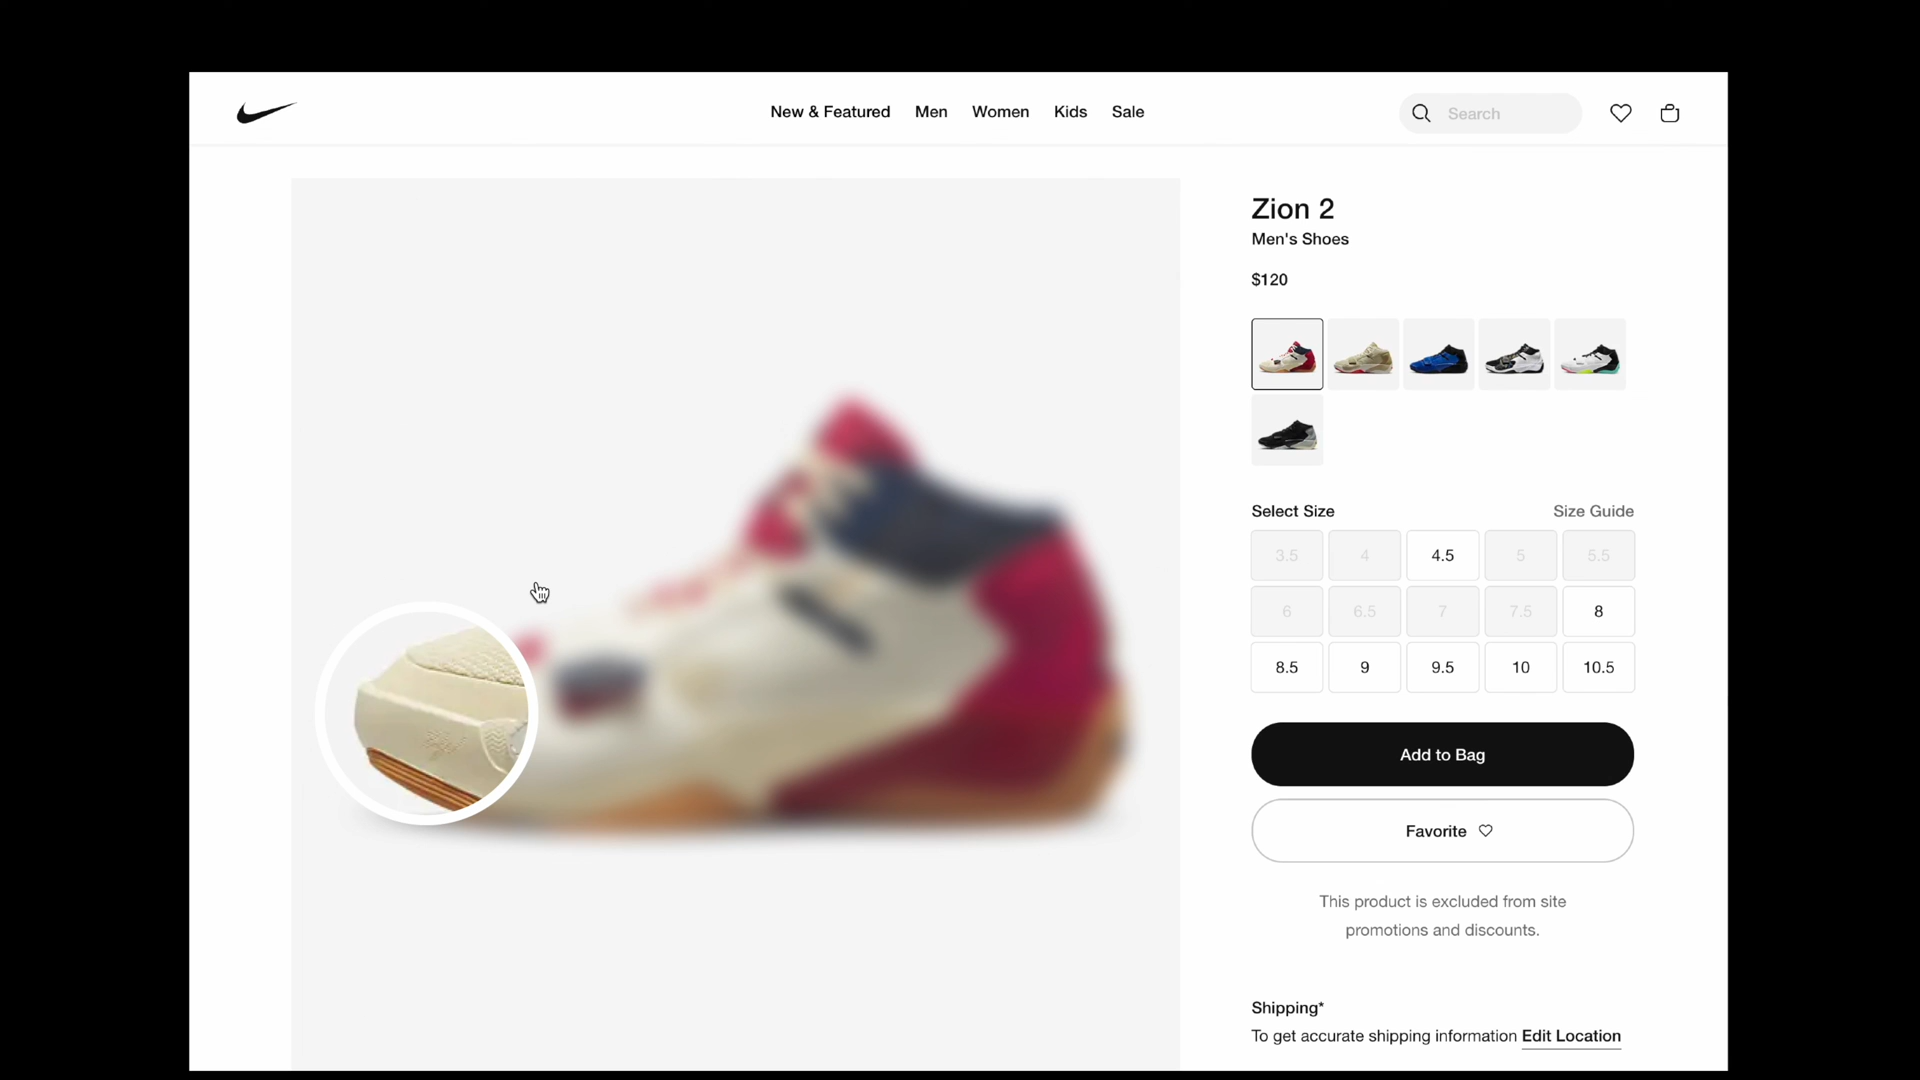 New & Featured Men Women Kids Sale
Search
Zion 2
Men's Shoes
$120
Select Size
Size Guide
3.5 4 4.5 5 5.5
6 6.5 7 7.5 8
8.5 9 9.5 10 10.5
Add to Bag
Favorite
This product is excluded from site
promotions and discounts.
Shipping*
To get accurate shipping information Edit Location